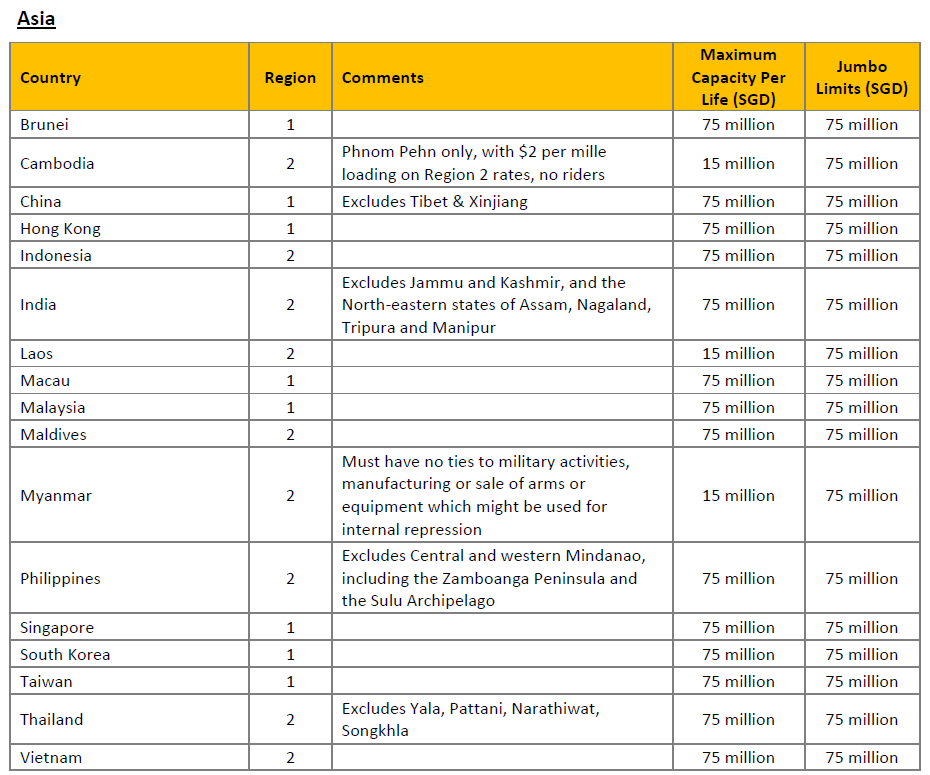 Asia
Country Region Comments Maximum Capacity Per Life (SGD) Jumbo Limits (SGD)
Brunei 1 75 million 75 million
Cambodia 2 Phnom Pehn only, with $2 per mille
loading on Region 2 rates, no riders 15 million 75 million
China 1 Excludes Tibet & Xinjiang 75 million 75 million
Hong Kong 1 75 million 75 million
Indonesia 2 75 million 75 million
India 2 Excludes Jammu and Kashmir, and the
North-eastern states of Assam, Nagaland,
Tripura and Manipur 75 million 75 million
Laos 2 15 million 75 million
Macau 1 75 million 75 million
Malaysia 1 75 million 75 million
Maldives 2 75 million 75 million
Myanmar 2 Must have no ties to military activities,
manufacturing or sale of arms or
equipment which might be used for
internal repression 15 million 75 million
Philippines 2 Excludes Central and western Mindanao,
including the Zamboanga Peninsula and
the Sulu Archipelago 75 million 75 million
Singapore 1 75 million 75 million
South Korea 1 75 million 75 million
Taiwan 1 75 million 75 million
Thailand 2 Excludes Yala, Pattani, Narathiwat,
Songkhla 75 million 75 million
Vietnam 2 75 million 75 million